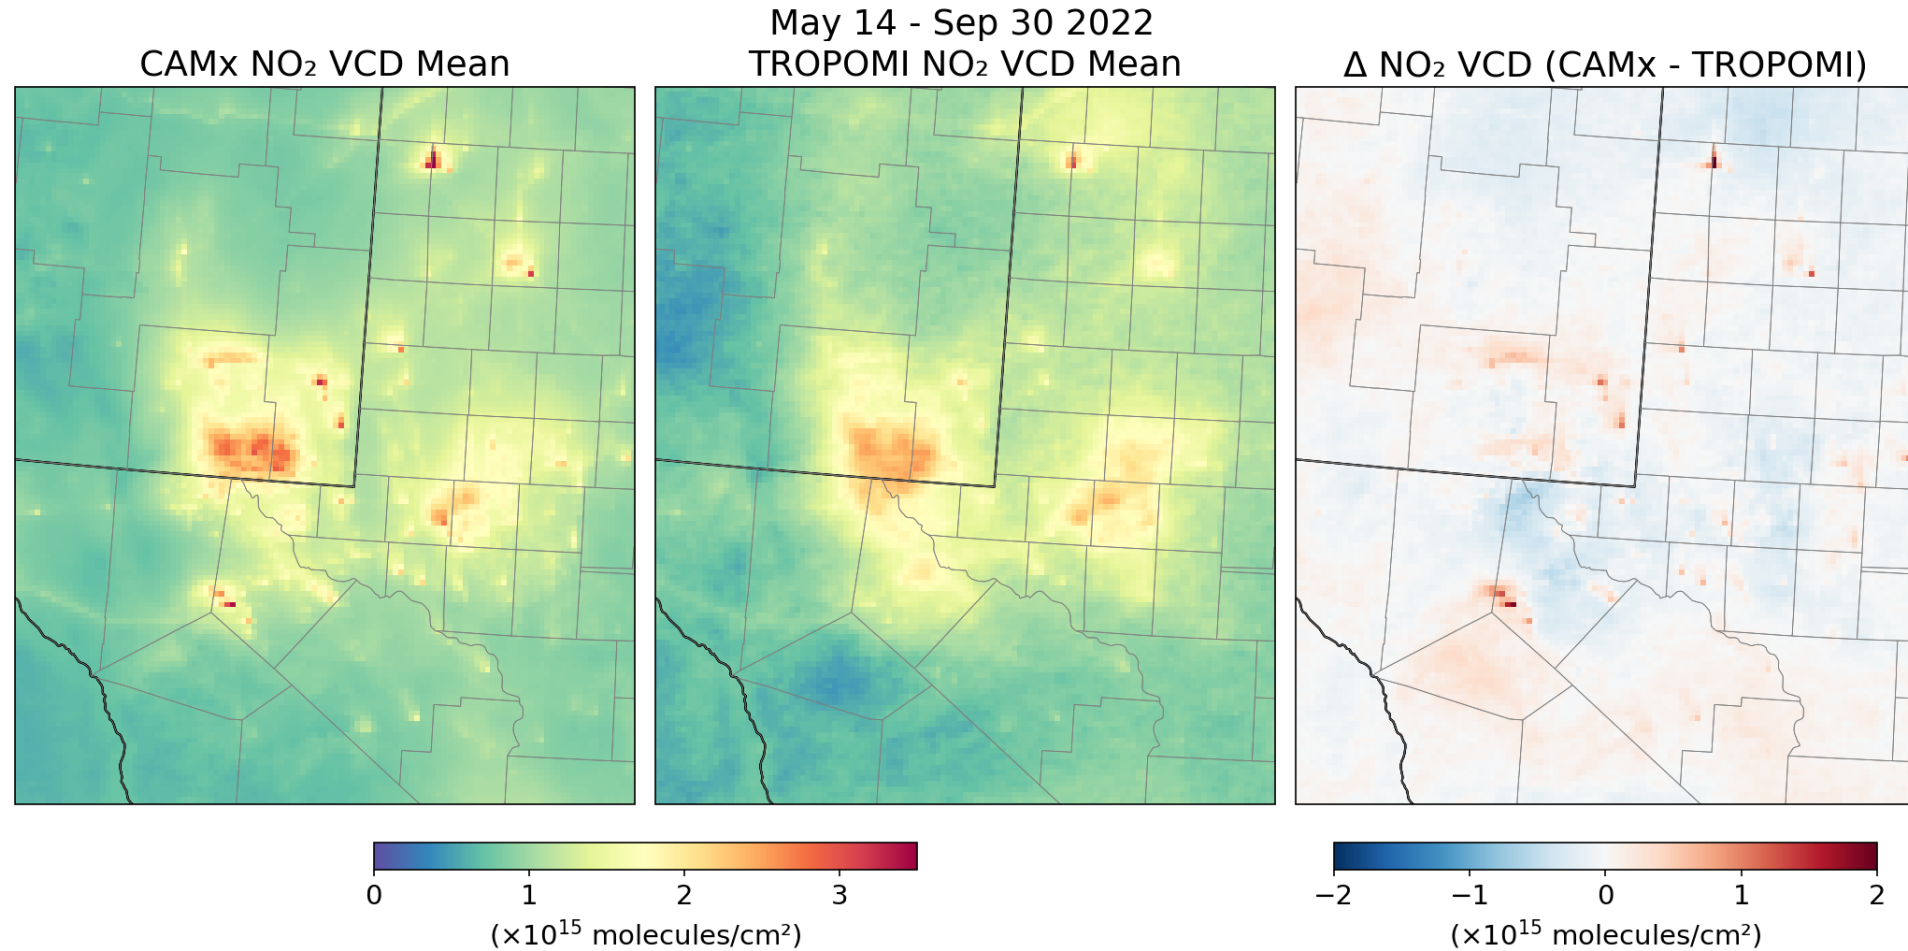 May 14 - Sep 30 2022
CAMx NO₂ VCD Mean
TROPOMI NO₂ VCD Mean
Δ NO₂ VCD (CAMx - TROPOMI)
0 1 2 3
(×10¹⁵ molecules/cm²)
−2 −1 0 1 2
(×10¹⁵ molecules/cm²)